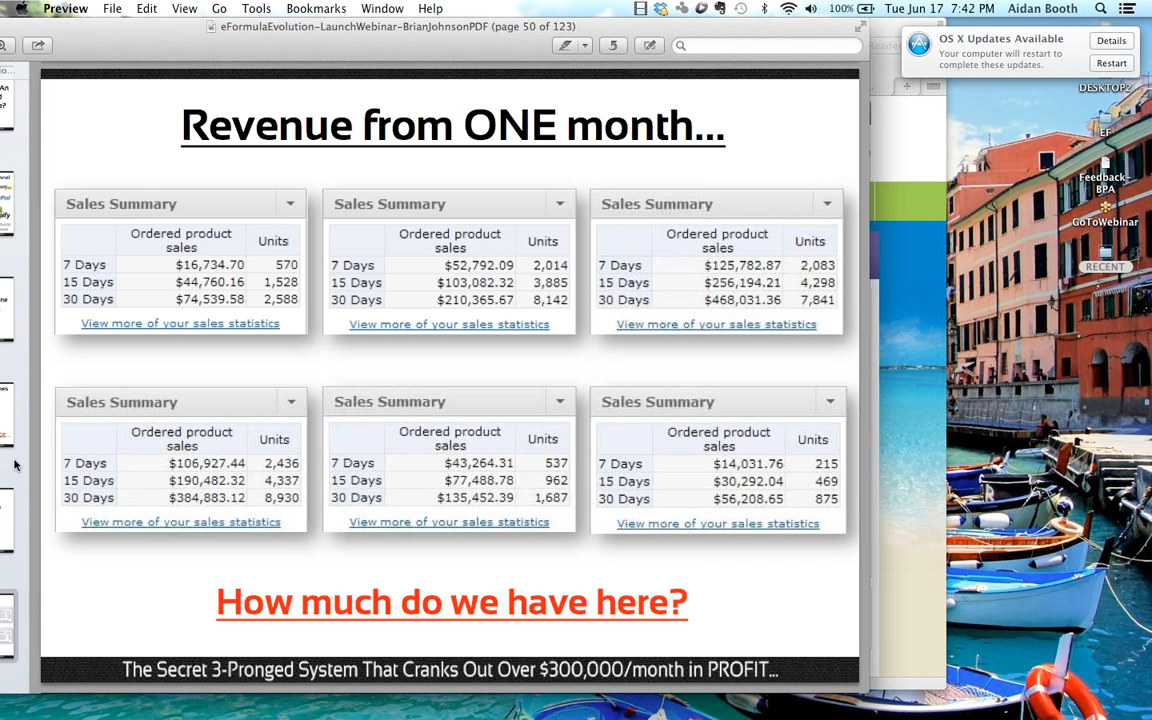 Preview File Edit View Go Tools Bookmarks Window Help
100% Tue Jun 17 7:42 PM Aidan Booth
eFormulaEvolution-LaunchWebinar-BrianJohnsonPDF (page 50 of 123)
OS X Updates Available
Your computer will restart to
complete these updates.
Details
Restart
DESKTOP2
EF
Feedback-
BPA
GoToWebinar
RECENT
Revenue from ONE month...
Sales Summary
Ordered product
sales Units
7 Days $16,734.70 570
15 Days $44,760.16 1,528
30 Days $74,539.58 2,588
View more of your sales statistics
Sales Summary
Ordered product
sales Units
7 Days $52,792.09 2,014
15 Days $103,082.32 3,885
30 Days $210,365.67 8,142
View more of your sales statistics
Sales Summary
Ordered product
sales Units
7 Days $125,782.87 2,083
15 Days $256,194.21 4,298
30 Days $468,031.36 7,841
View more of your sales statistics
Sales Summary
Ordered product
sales Units
7 Days $106,927.44 2,436
15 Days $190,482.32 4,337
30 Days $384,883.12 8,930
View more of your sales statistics
Sales Summary
Ordered product
sales Units
7 Days $43,264.31 537
15 Days $77,488.78 962
30 Days $135,452.39 1,687
View more of your sales statistics
Sales Summary
Ordered product
sales Units
7 Days $14,031.76 215
15 Days $30,292.04 469
30 Days $56,208.65 875
View more of your sales statistics
How much do we have here?
The Secret 3-Pronged System That Cranks Out Over $300,000/month in PROFIT...